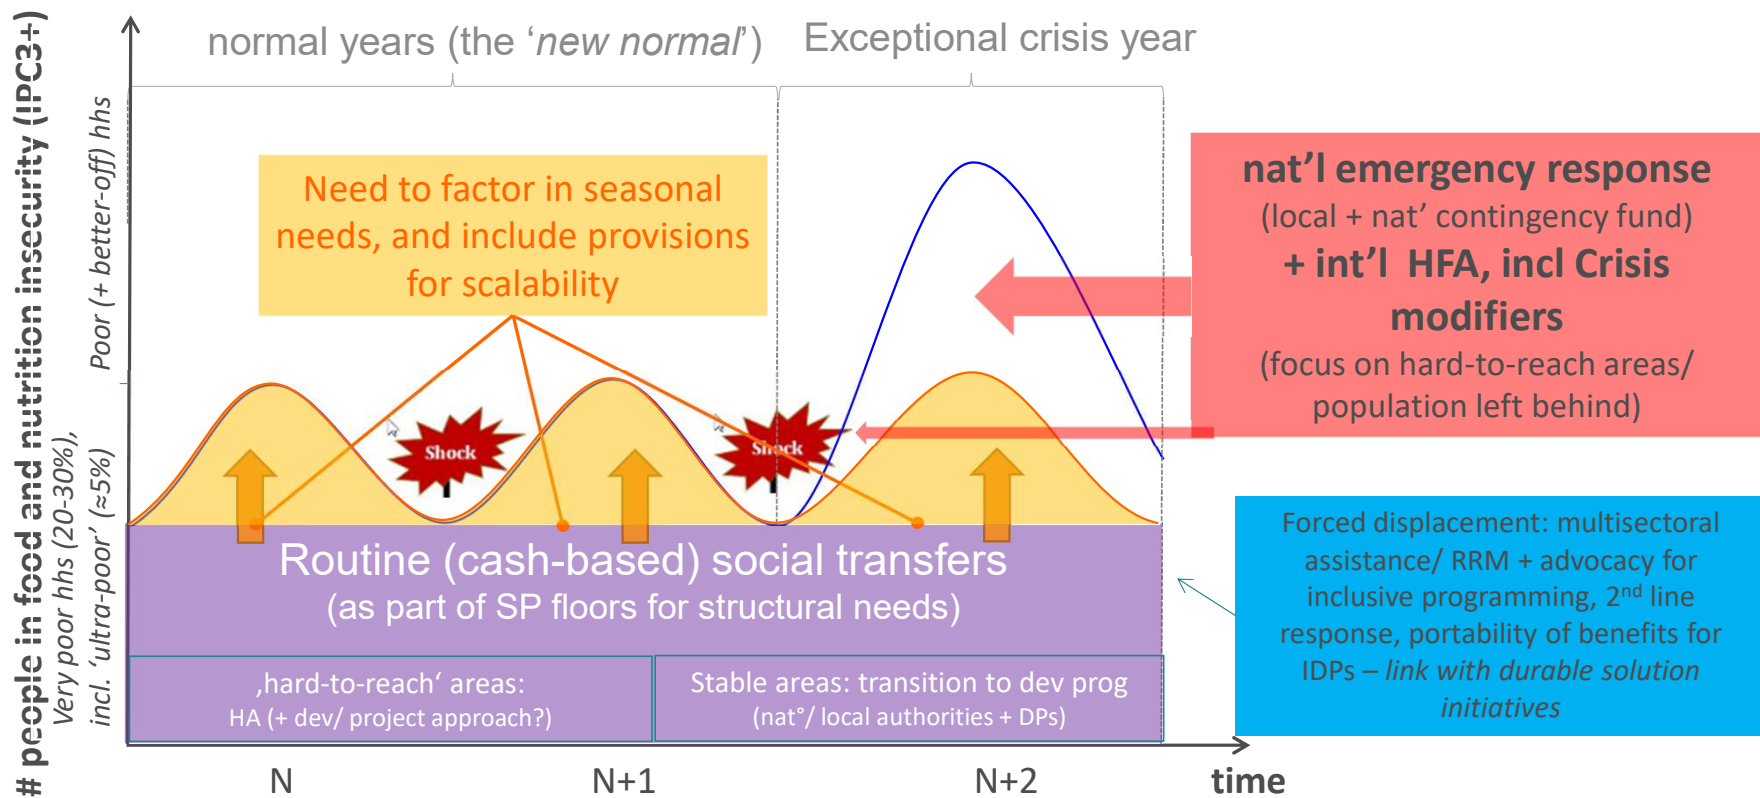 # people in food and nutrition insecurity (IPC3+)
Poor (+ better-off) hhs
Very poor hhs (20-30%),
incl. ‘ultra-poor’ (≈5%)
normal years (the ‘new normal’)
Exceptional crisis year
Need to factor in seasonal
needs, and include provisions
for scalability
nat’l emergency response
(local + nat’ contingency fund)
+ int’l HFA, incl Crisis
modifiers
(focus on hard-to-reach areas/
population left behind)
Shock
Shock
Routine (cash-based) social transfers
(as part of SP floors for structural needs)
‚hard-to-reach‘ areas:
HA (+ dev/ project approach?)
Stable areas: transition to dev prog
(nat°/ local authorities + DPs)
Forced displacement: multisectoral
assistance/ RRM + advocacy for
inclusive programming, 2nd line
response, portability of benefits for
IDPs – link with durable solution
initiatives
N
N+1
N+2
time